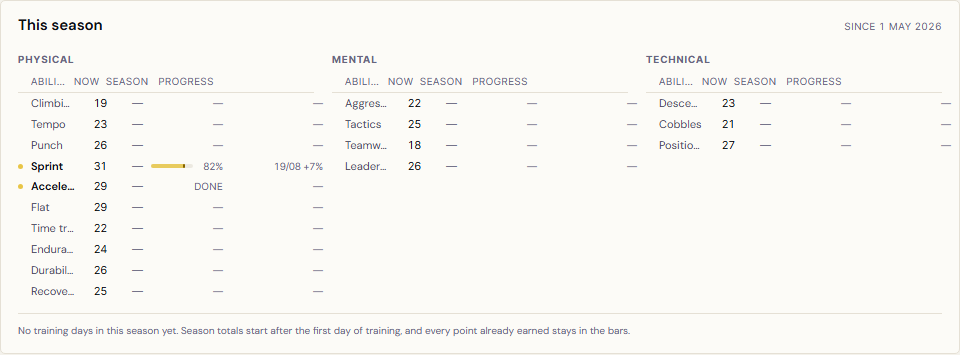 This season
SINCE 1 MAY 2026
PHYSICAL
ABILI... NOW SEASON PROGRESS
Climbi... 19 — — —
Tempo 23 — — —
Punch 26 — — —
Sprint 31 — 82% 19/08 +7%
Accele... 29 — DONE —
Flat 29 — — —
Time tr... 22 — — —
Endura... 24 — — —
Durabil... 26 — — —
Recove... 25 — — —
MENTAL
ABILI... NOW SEASON PROGRESS
Aggres... 22 — — —
Tactics 25 — — —
Teamw... 18 — — —
Leader... 26 — — —
TECHNICAL
ABILI... NOW SEASON PROGRESS
Desce... 23 — — —
Cobbles 21 — — —
Positio... 27 — — —
No training days in this season yet. Season totals start after the first day of training, and every point already earned stays in the bars.